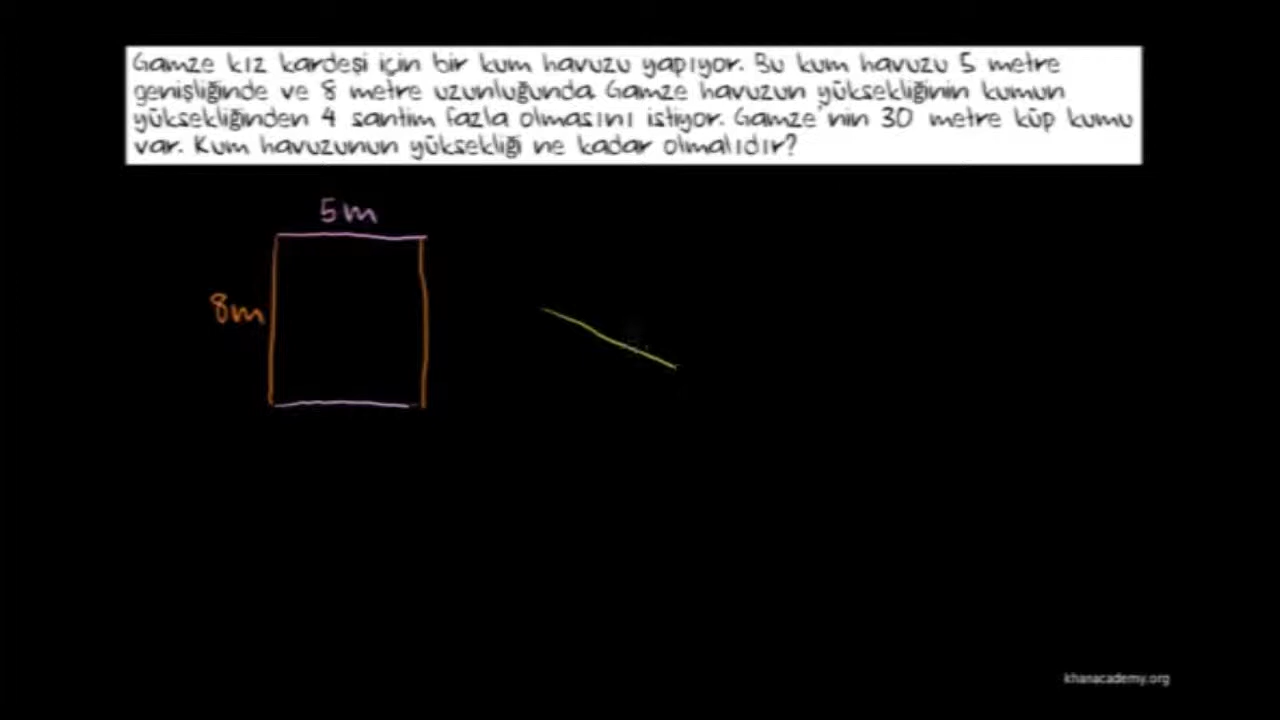 Gamze kız kardeşi için bir kum havuzu yapıyor. Bu kum havuzu 5 metre
genişliğinde ve 8 metre uzunluğunda. Gamze havuzun yüksekliğinin kumun
yüksekliğinden 4 santim fazla olmasını istiyor. Gamze'nin 30 metre küp kumu
var. Kum havuzunun yüksekliği ne kadar olmalıdır?
5m
8m
khanacademy.org